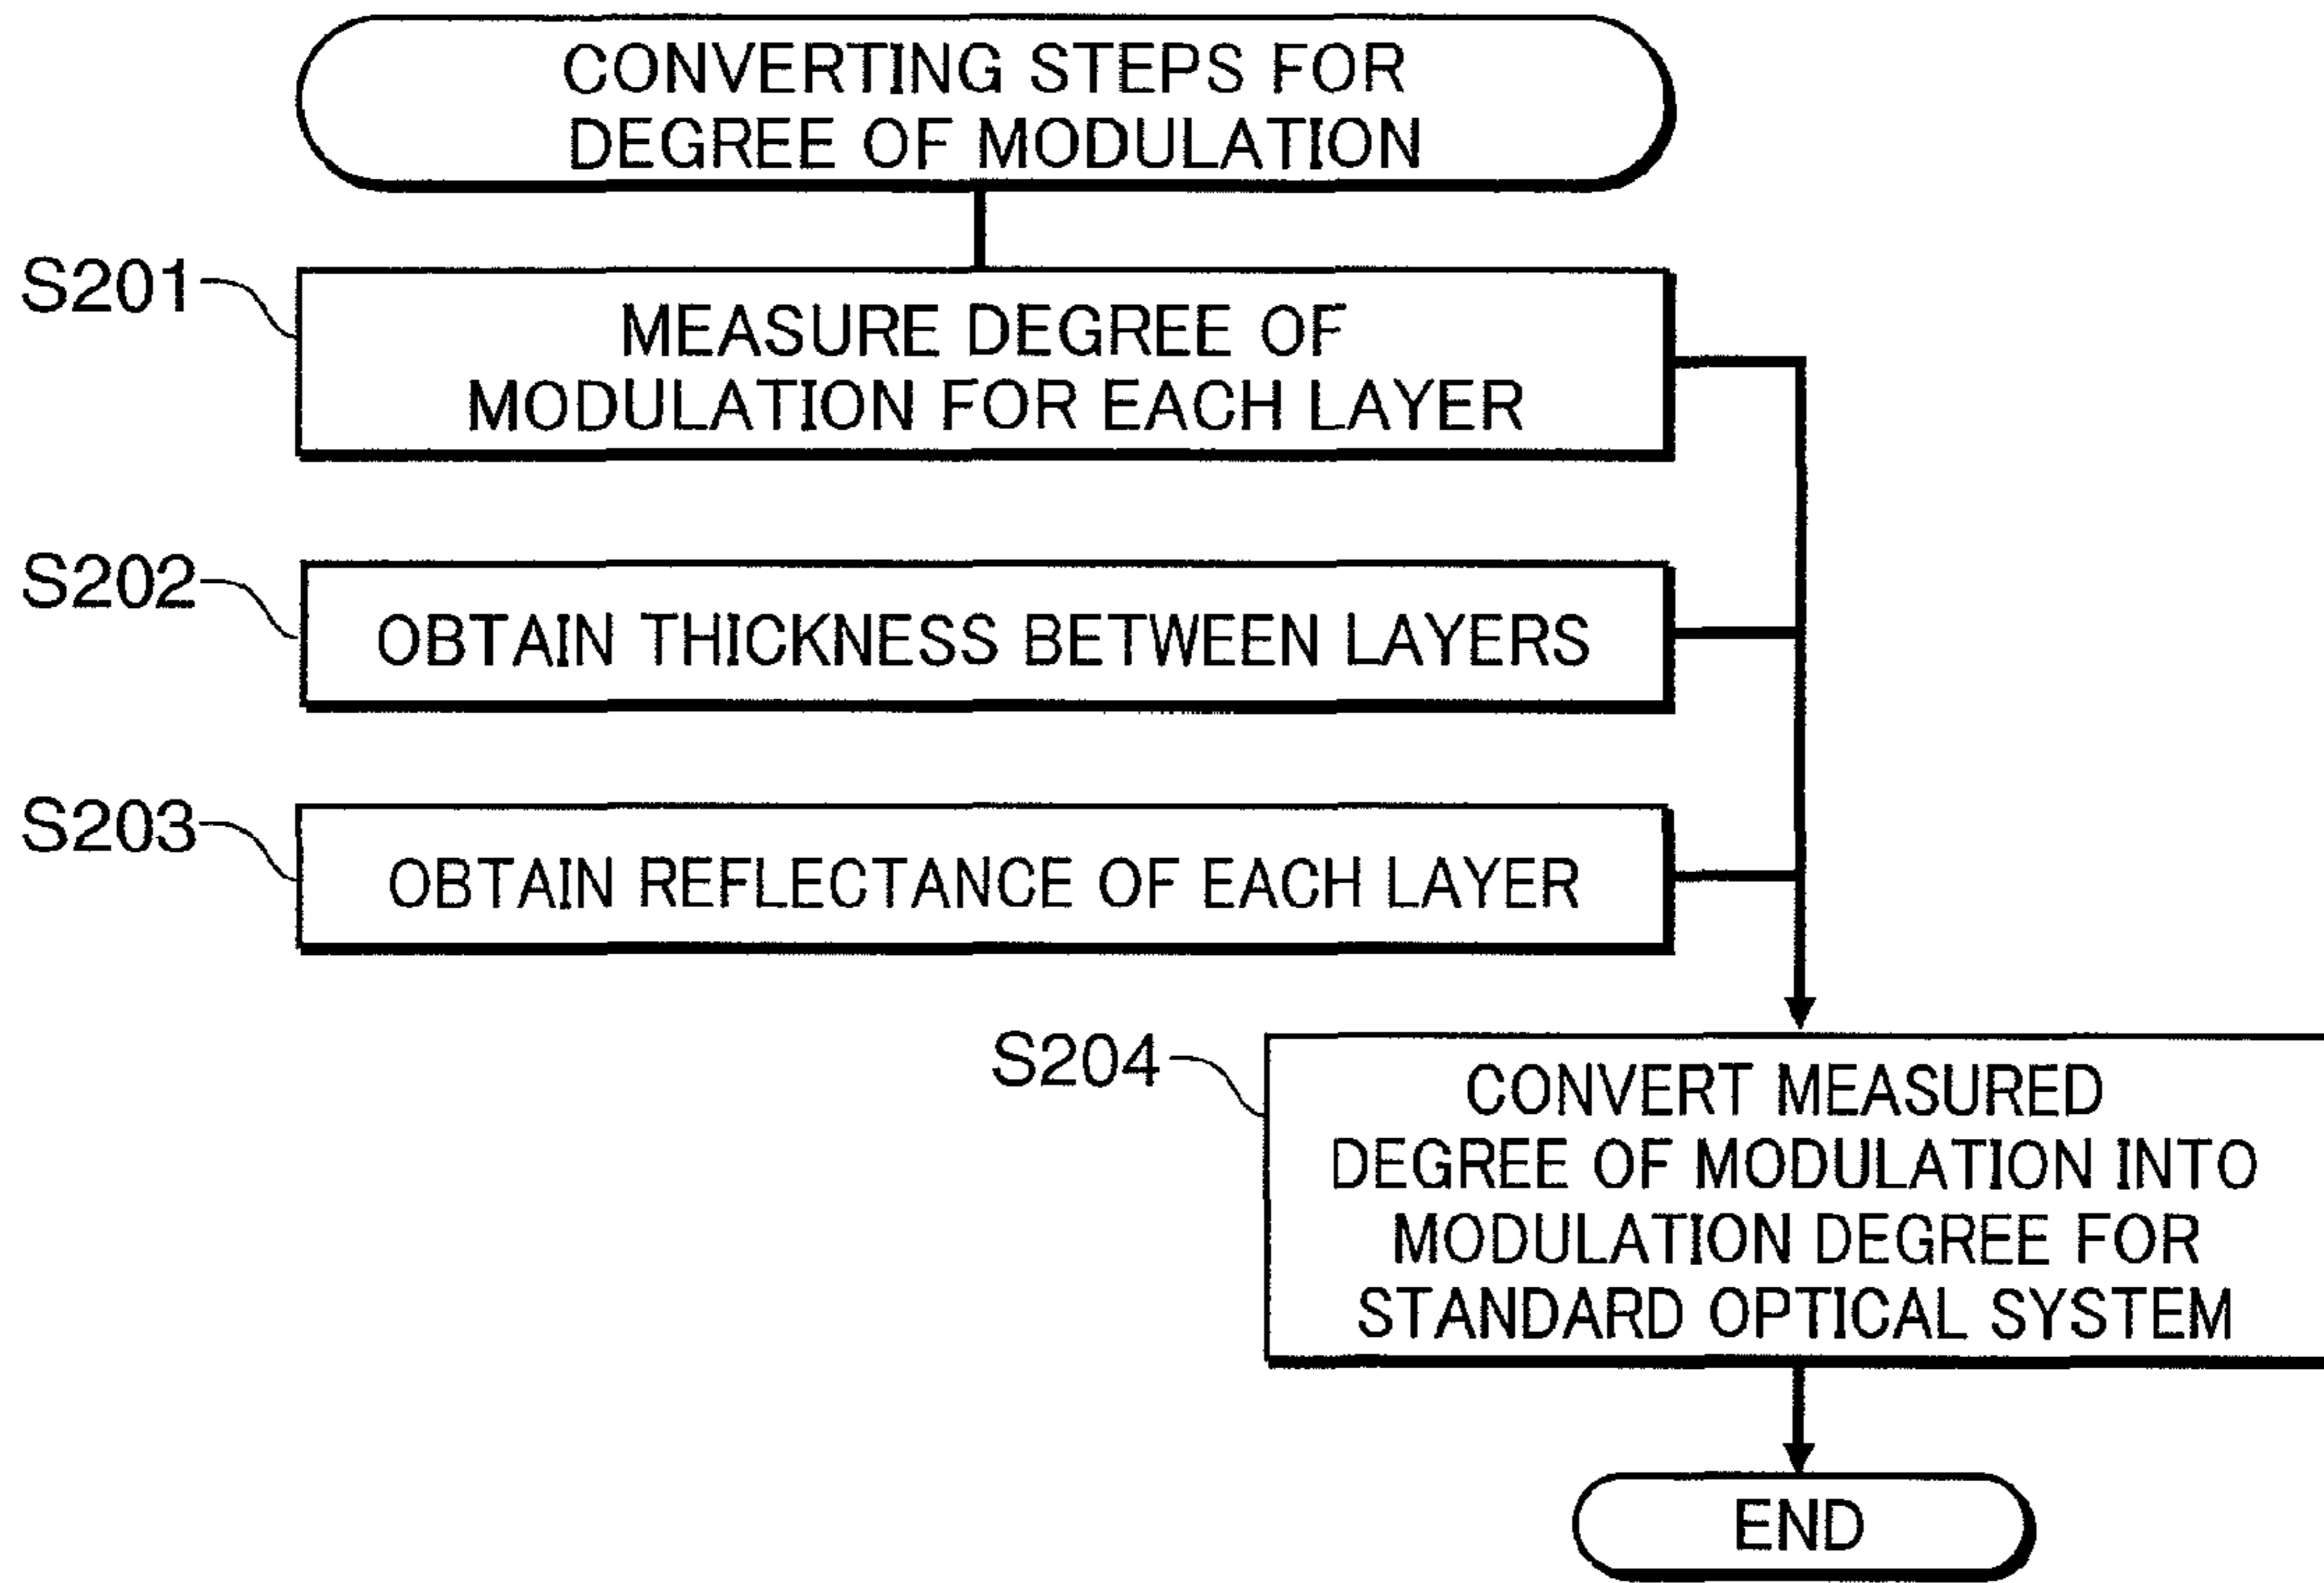 CONVERTING STEPS FOR
DEGREE OF MODULATION
S201
MEASURE DEGREE OF
MODULATION FOR EACH LAYER
S202
OBTAIN THICKNESS BETWEEN LAYERS
S203
OBTAIN REFLECTANCE OF EACH LAYER
S204
CONVERT MEASURED
DEGREE OF MODULATION INTO
MODULATION DEGREE FOR
STANDARD OPTICAL SYSTEM
END